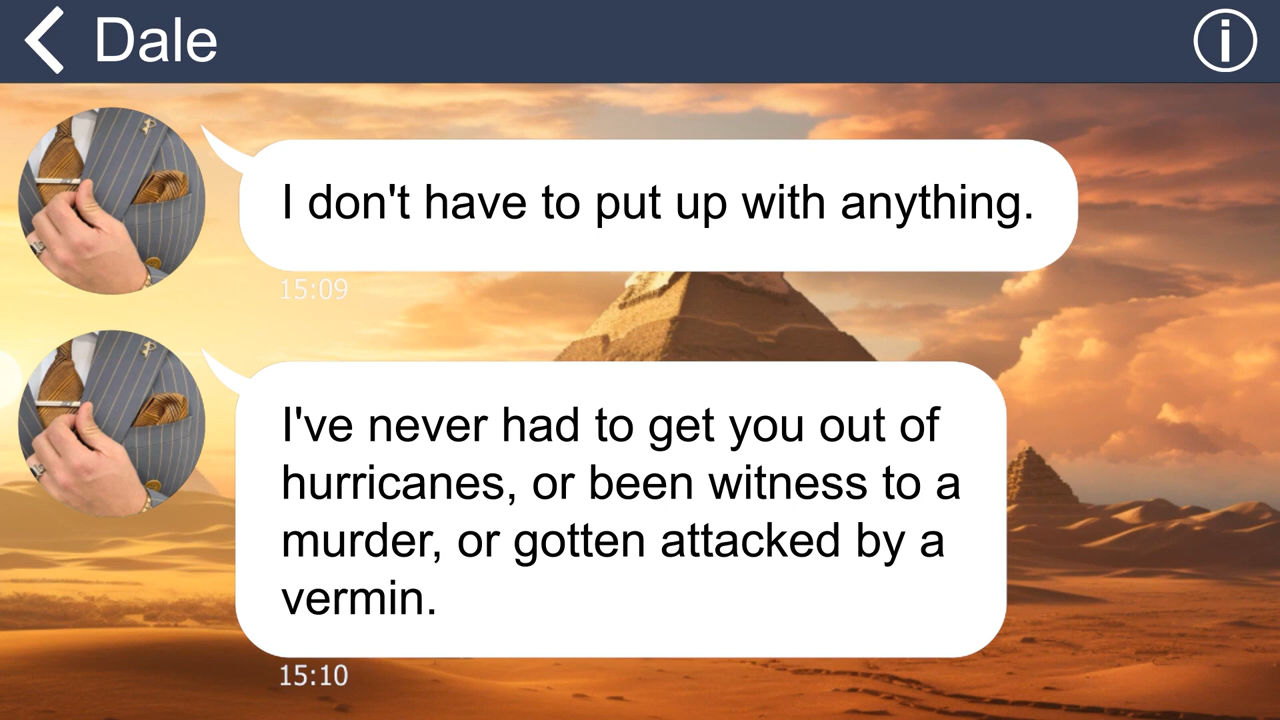 Dale
I don't have to put up with anything.
15:09
I've never had to get you out of
hurricanes, or been witness to a
murder, or gotten attacked by a
vermin.
15:10